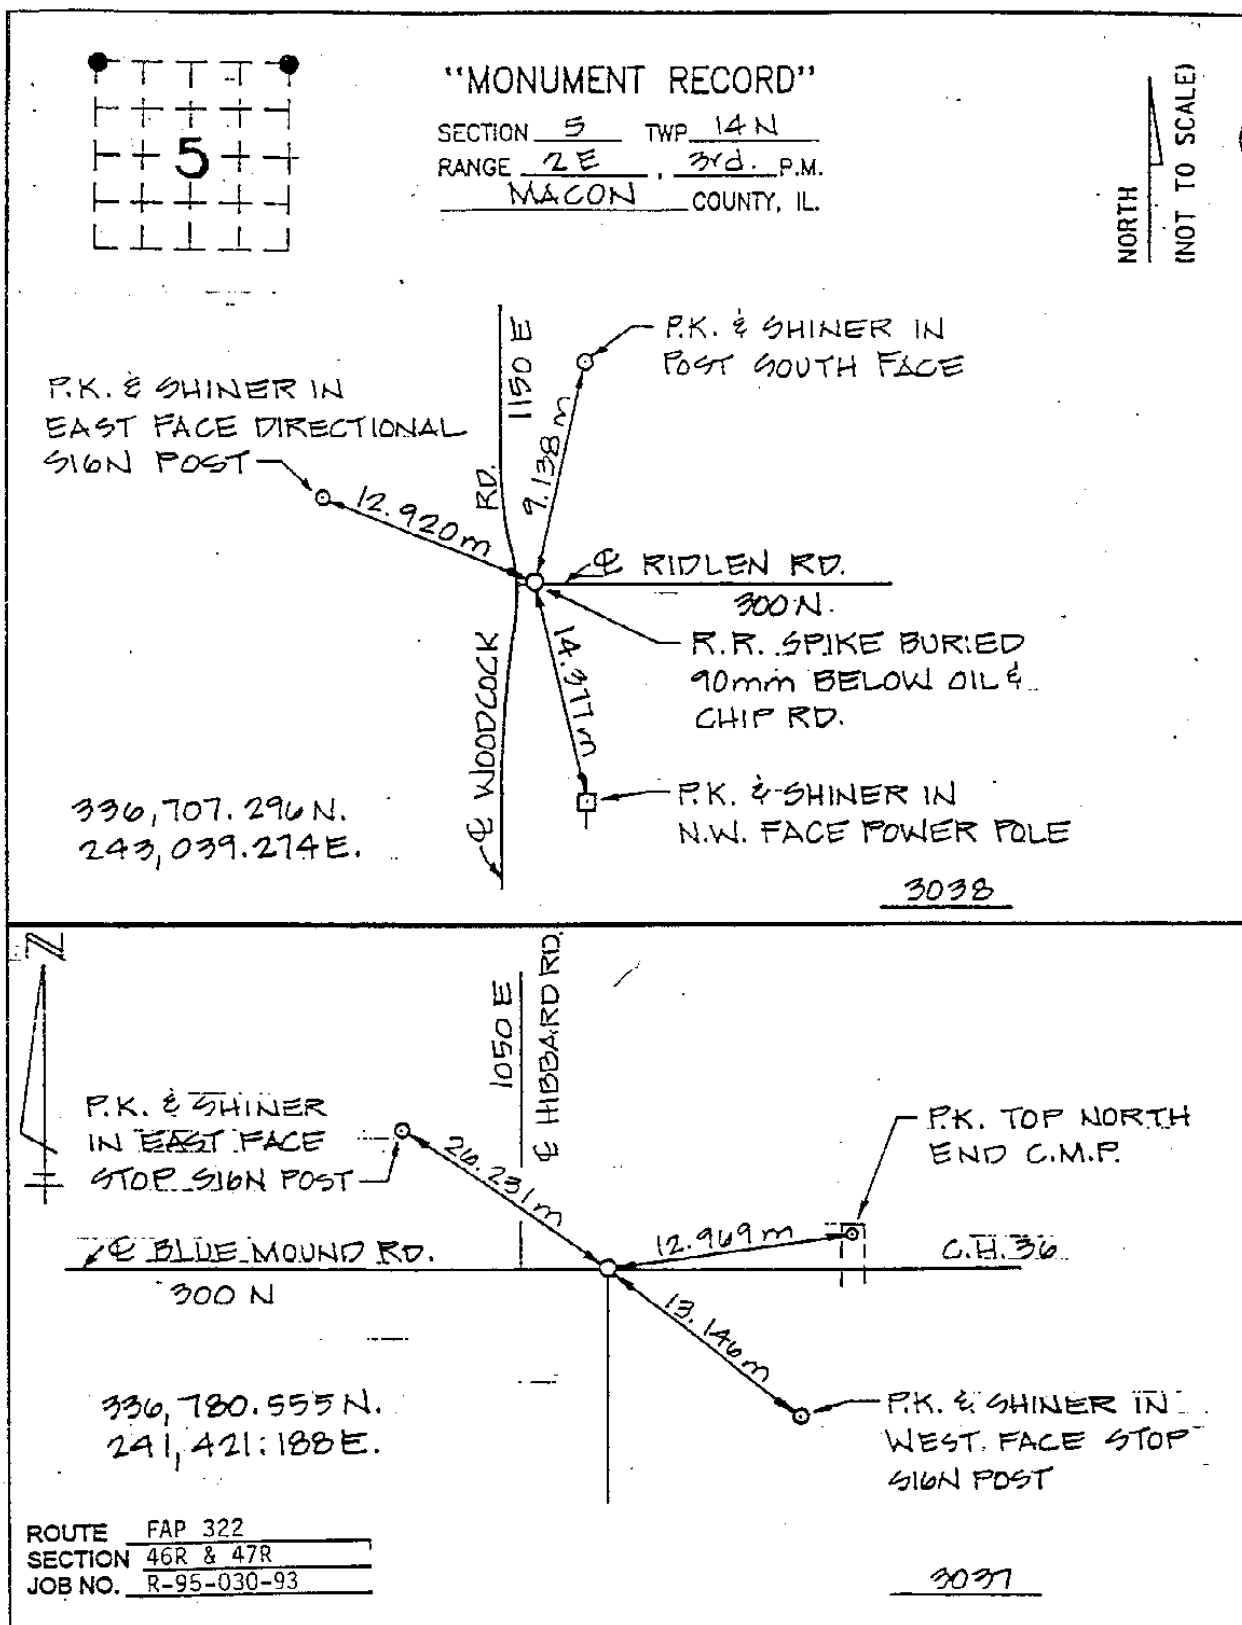 "MONUMENT RECORD"
SECTION 5 TWP 14 N
RANGE 2 E , 3rd. P.M.
MACON COUNTY, IL.
5
NORTH
(NOT TO SCALE)
P.K. & SHINER IN
POST SOUTH FACE
1150 E
P.K. & SHINER IN
EAST FACE DIRECTIONAL
SIGN POST
RD.
9.138 m
12.920 m
℄ RIDLEN RD.
300 N.
R.R. SPIKE BURIED
90mm BELOW OIL &
CHIP RD.
14.377 m
℄ WOODCOCK
P.K. & SHINER IN
N.W. FACE POWER POLE
336,707.296 N.
243,039.274 E.
3038
N
1050 E
℄ HIBBARD RD.
P.K. & SHINER
IN EAST FACE
STOP SIGN POST
P.K. TOP NORTH
END C.M.P.
26.231 m
12.969 m
℄ BLUE MOUND RD.
C.H. 36
300 N
13.146 m
336,780.555 N.
241,421.188 E.
P.K. & SHINER IN
WEST FACE STOP
SIGN POST
ROUTE FAP 322
SECTION 46R & 47R
JOB NO. R-95-030-93
3037